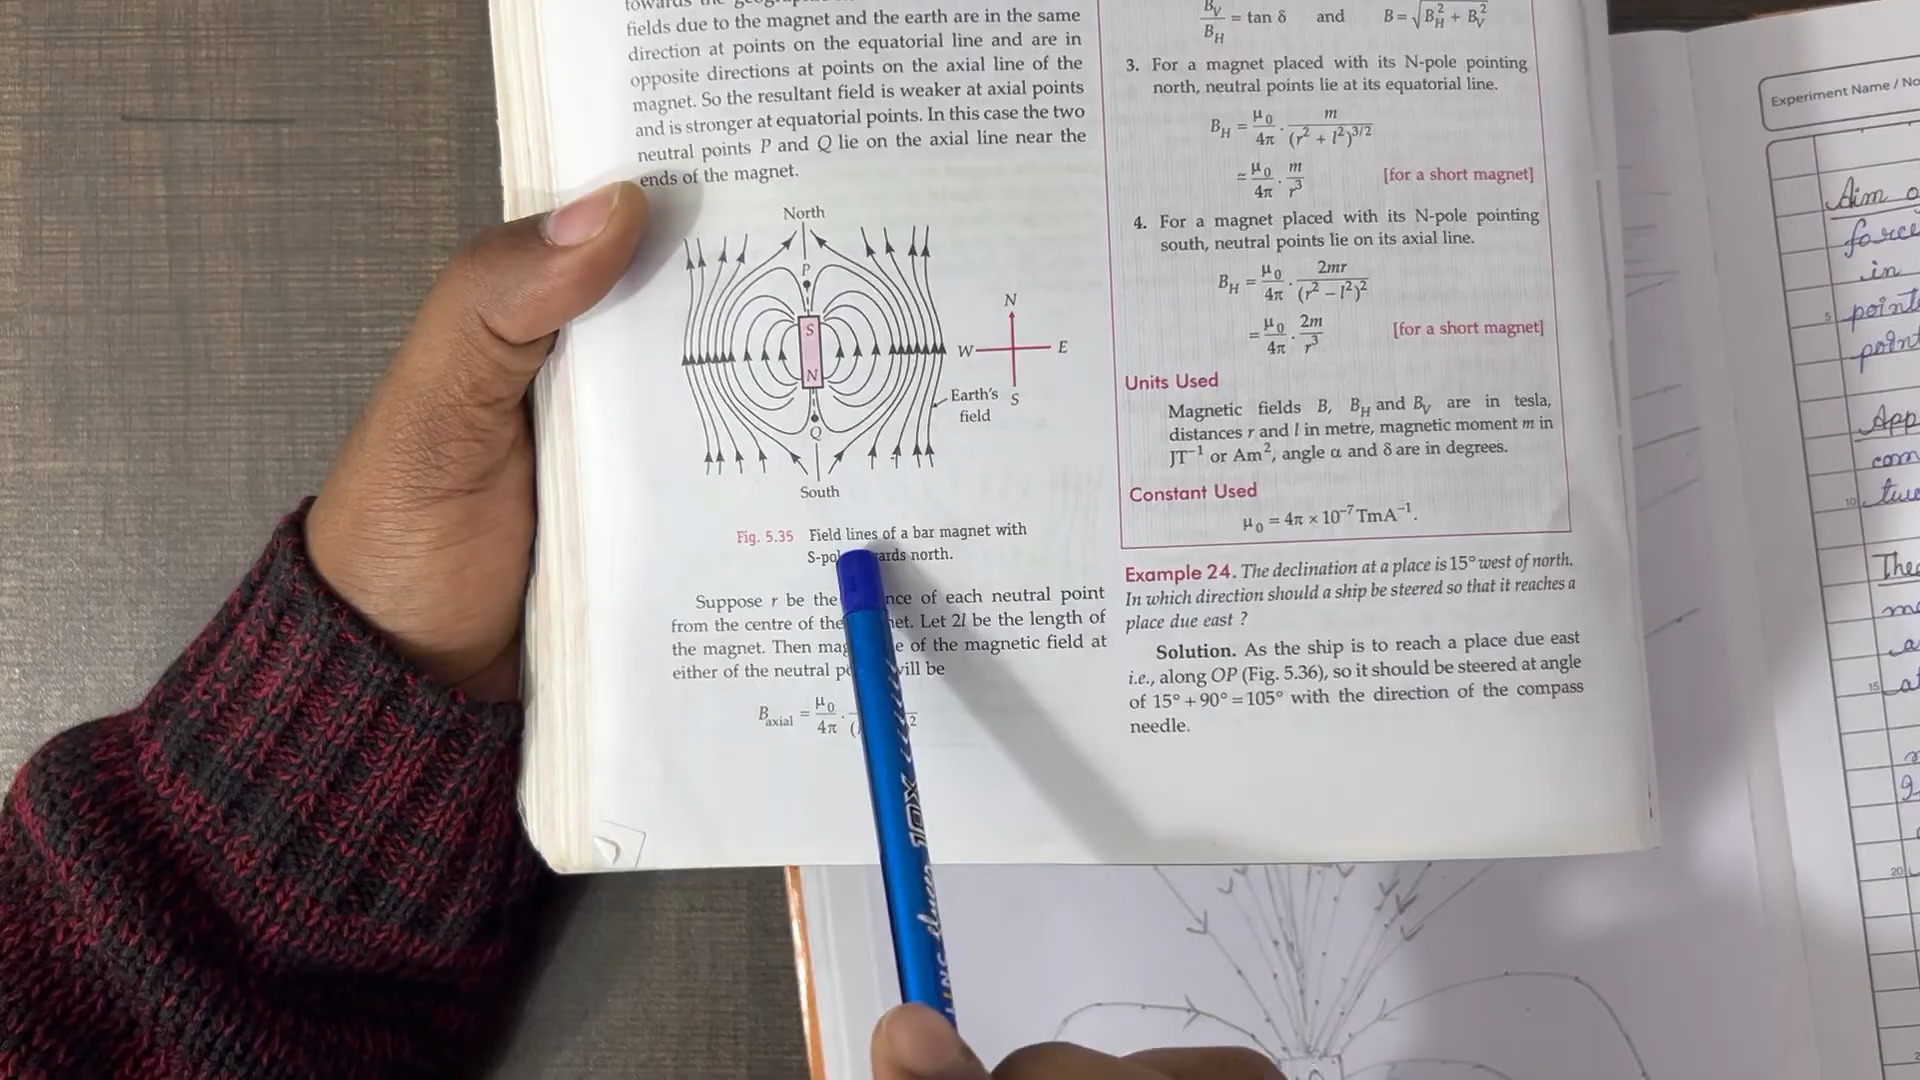 fields due to the magnet and the earth are in the same
direction at points on the equatorial line and are in
opposite directions at points on the axial line of the
magnet. So the resultant field is weaker at axial points
and is stronger at equatorial points. In this case the two
neutral points P and Q lie on the axial line near the
ends of the magnet.
North
P
S
N
Q
South
N
W E
S
Earth's
field
Fig. 5.35 Field lines of a bar magnet with
north.
Suppose r be the of each neutral point
from the centre of the Let 2l be the length of
the magnet. Then of the magnetic field at
either of the neutral will be
B_axial = μ₀/4π .
B_V/B_H = tan δ and B = √(B_H² + B_V²)
3. For a magnet placed with its N-pole pointing
north, neutral points lie at its equatorial line.
B_H = μ₀/4π . m/(r² + l²)^3/2
≃ μ₀/4π . m/r³ [for a short magnet]
4. For a magnet placed with its N-pole pointing
south, neutral points lie on its axial line.
B_H = μ₀/4π . 2mr/(r² – l²)²
= μ₀/4π . 2m/r³ [for a short magnet]
Units Used
Magnetic fields B, B_H and B_V are in tesla,
distances r and l in metre, magnetic moment m in
JT⁻¹ or Am², angle α and δ are in degrees.
Constant Used
μ₀ = 4π × 10⁻⁷ TmA⁻¹.
Example 24. The declination at a place is 15° west of north.
In which direction should a ship be steered so that it reaches a
place due east ?
Solution. As the ship is to reach a place due east
i.e., along OP (Fig. 5.36), so it should be steered at angle
of 15° + 90° = 105° with the direction of the compass
needle.
10x
Experiment Name / No
Aim
force
in
point
5
10
15
20